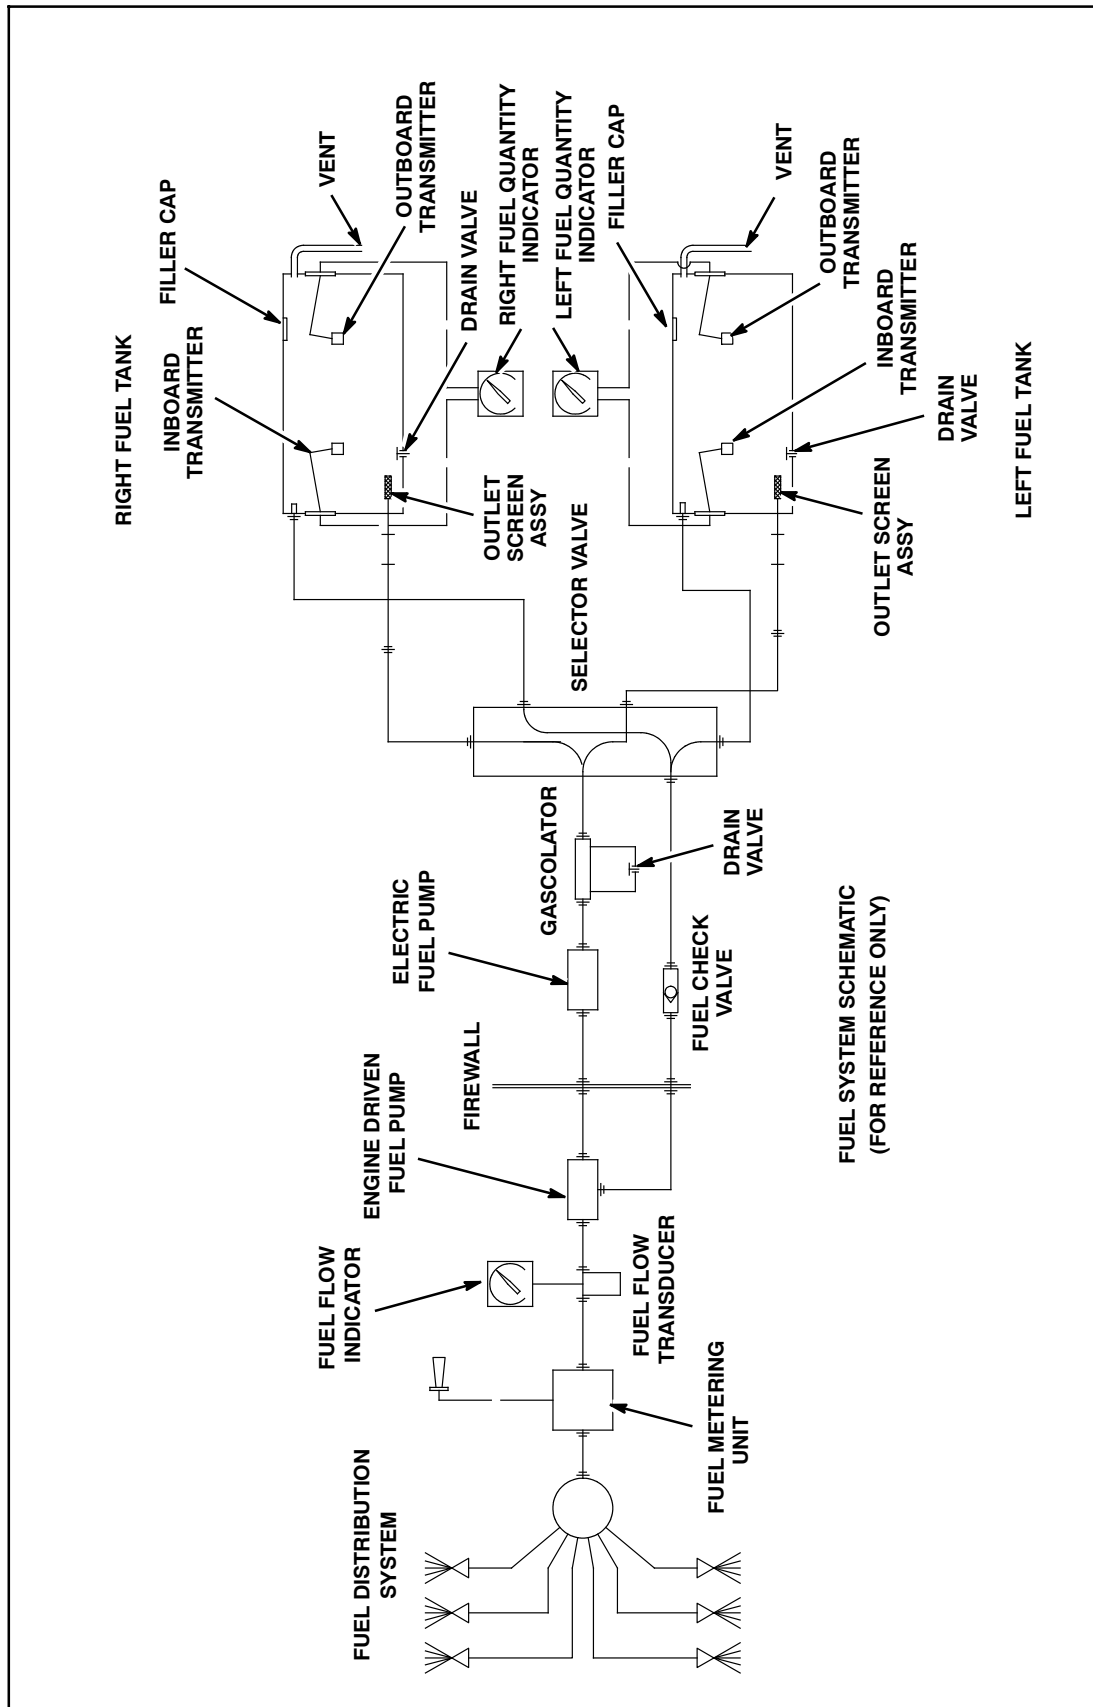 RIGHT FUEL TANK
INBOARD
TRANSMITTER
FILLER CAP
VENT
OUTBOARD
TRANSMITTER
DRAIN VALVE
RIGHT FUEL QUANTITY
INDICATOR
LEFT FUEL QUANTITY
INDICATOR
FILLER CAP
VENT
OUTBOARD
TRANSMITTER
INBOARD
TRANSMITTER
DRAIN
VALVE
LEFT FUEL TANK
OUTLET
SCREEN
ASSY
OUTLET SCREEN
ASSY
SELECTOR VALVE
GASCOLATOR
DRAIN
VALVE
ELECTRIC
FUEL PUMP
FUEL CHECK
VALVE
FIREWALL
ENGINE DRIVEN
FUEL PUMP
FUEL FLOW
INDICATOR
FUEL FLOW
TRANSDUCER
FUEL METERING
UNIT
FUEL DISTRIBUTION
SYSTEM
FUEL SYSTEM SCHEMATIC
(FOR REFERENCE ONLY)